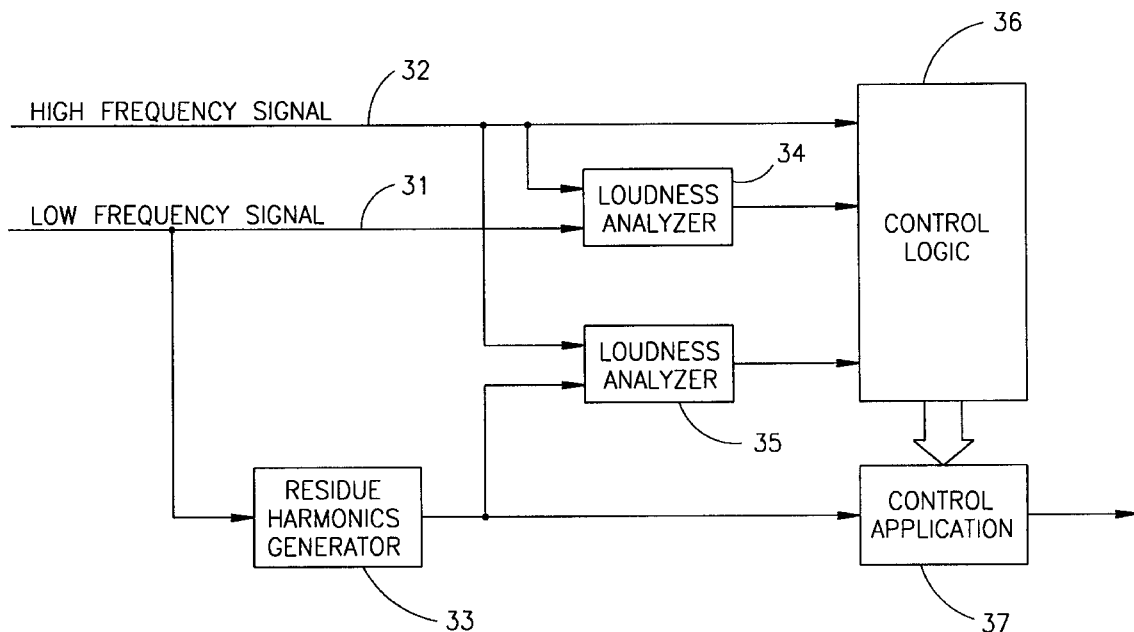 36
32
HIGH FREQUENCY SIGNAL
34
LOUDNESS
ANALYZER
31
LOW FREQUENCY SIGNAL
CONTROL
LOGIC
LOUDNESS
ANALYZER
35
RESIDUE
HARMONICS
GENERATOR
CONTROL
APPLICATION
33
37